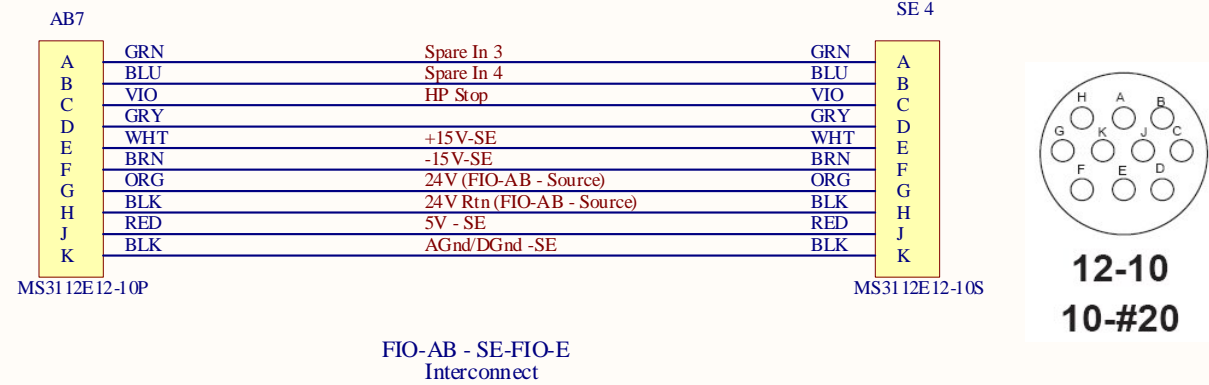 AB7
SE 4
A GRN Spare In 3 GRN A
B BLU Spare In 4 BLU B
C VIO HP Stop VIO C
D GRY GRY D
E WHT +15V-SE WHT E
F BRN -15V-SE BRN F
G ORG 24V (FIO-AB - Source) ORG G
H BLK 24V Rtn (FIO-AB - Source) BLK H
J RED 5V - SE RED J
K BLK AGnd/DGnd -SE BLK K
MS3112E12-10P
MS3112E12-10S
FIO-AB - SE-FIO-E
Interconnect
H A B
G K J C
F E D
12-10
10-#20